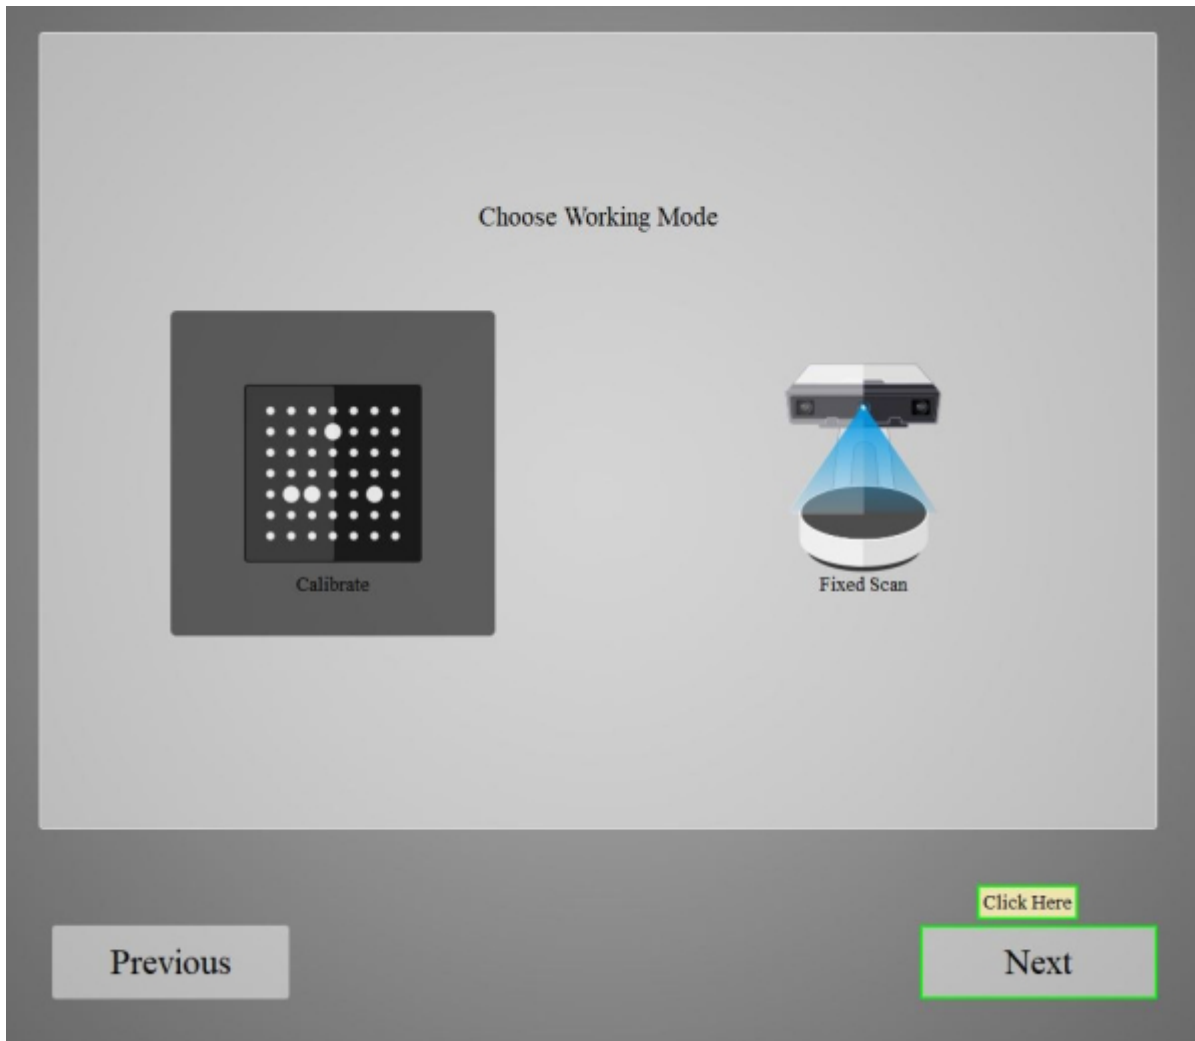 Choose Working Mode
Calibrate
Fixed Scan
Click Here
Previous
Next